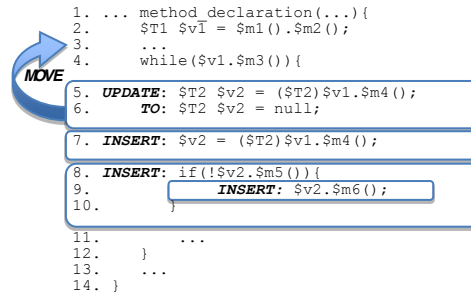 1. ... method_declaration(...){
2. $T1 $v1 = $m1().$m2();
3. ...
4. while($v1.$m3()){
MOVE
5. UPDATE: $T2 $v2 = ($T2)$v1.$m4();
6. TO: $T2 $v2 = null;
7. INSERT: $v2 = ($T2)$v1.$m4();
8. INSERT: if(!$v2.$m5()){
9. INSERT: $v2.$m6();
10. }
11. ...
12. }
13. ...
14. }